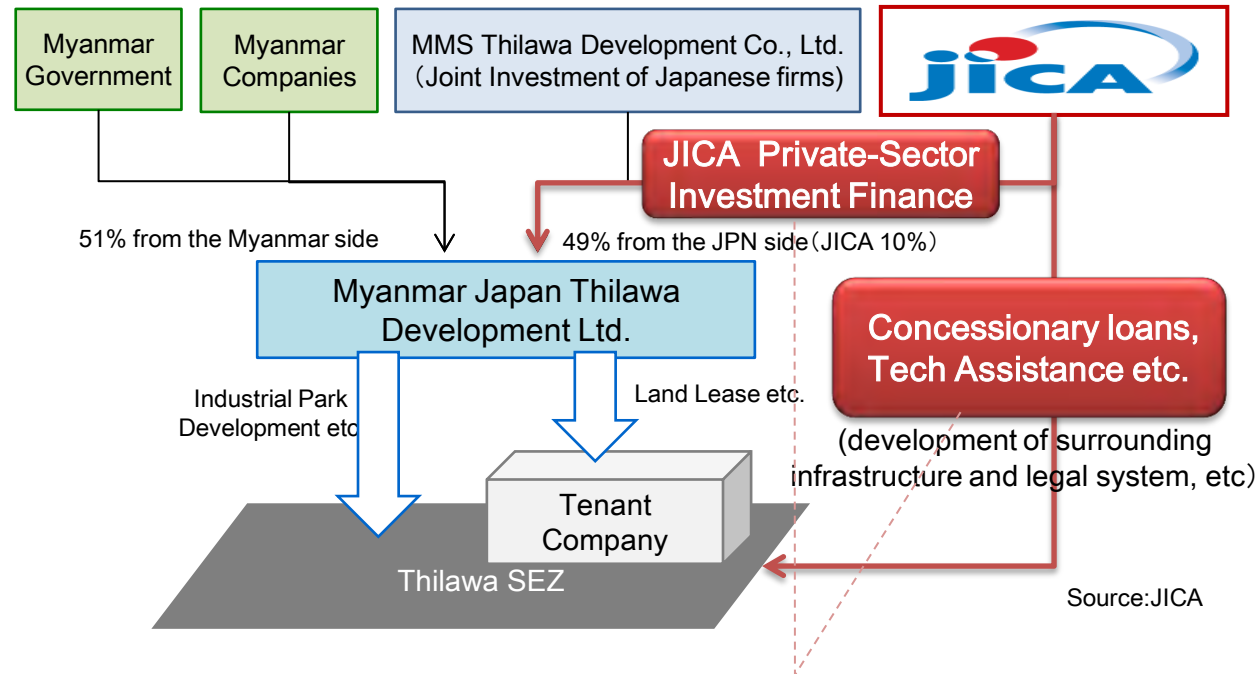 Myanmar
Government
Myanmar
Companies
MMS Thilawa Development Co., Ltd.
（Joint Investment of Japanese firms)
jica
JICA Private-Sector
Investment Finance
51% from the Myanmar side
49% from the JPN side（JICA 10%）
Myanmar Japan Thilawa
Development Ltd.
Concessionary loans,
Tech Assistance etc.
Industrial Park
Development etc
Land Lease etc.
(development of surrounding
infrastructure and legal system, etc）
Tenant
Company
Thilawa SEZ
Source:JICA